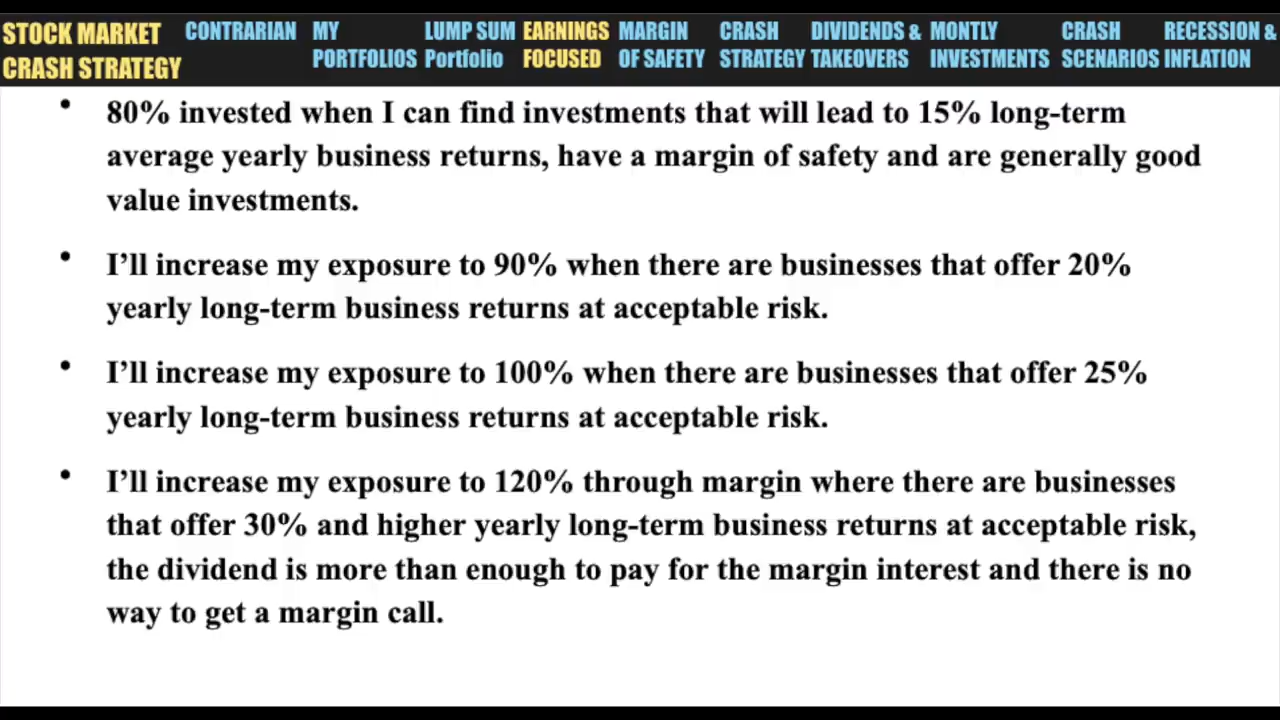 STOCK MARKET CRASH STRATEGY
CONTRARIAN
MY PORTFOLIOS
LUMP SUM Portfolio
EARNINGS FOCUSED
MARGIN OF SAFETY
CRASH STRATEGY
DIVIDENDS & TAKEOVERS
MONTLY INVESTMENTS
CRASH SCENARIOS
RECESSION & INFLATION
• 80% invested when I can find investments that will lead to 15% long-term
average yearly business returns, have a margin of safety and are generally good
value investments.
• I’ll increase my exposure to 90% when there are businesses that offer 20%
yearly long-term business returns at acceptable risk.
• I’ll increase my exposure to 100% when there are businesses that offer 25%
yearly long-term business returns at acceptable risk.
• I’ll increase my exposure to 120% through margin where there are businesses
that offer 30% and higher yearly long-term business returns at acceptable risk,
the dividend is more than enough to pay for the margin interest and there is no
way to get a margin call.